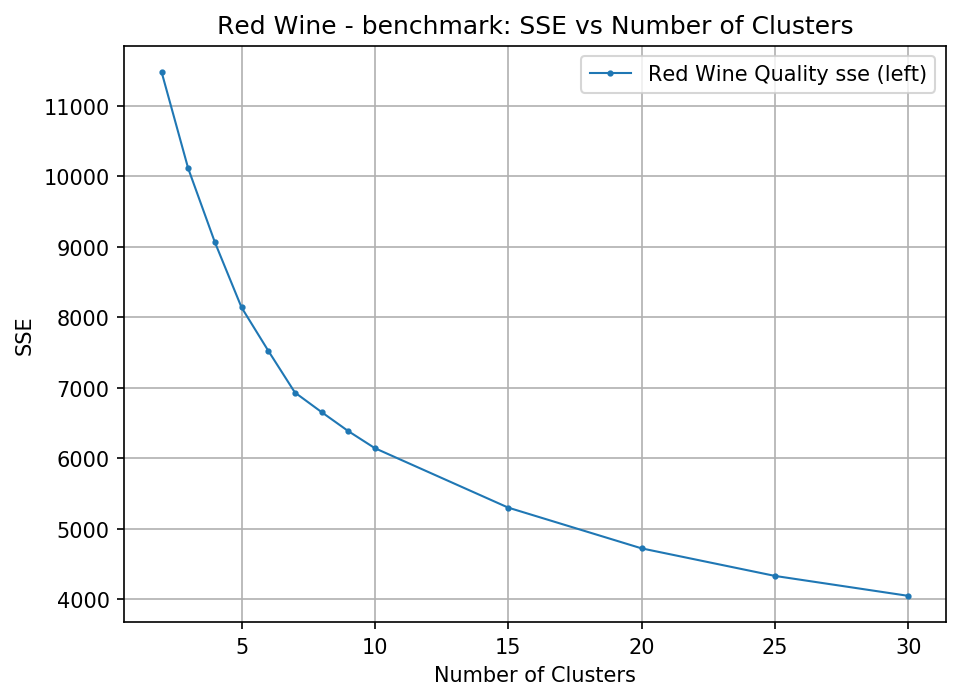 Red Wine - benchmark: SSE vs Number of Clusters
Red Wine Quality sse (left)
11000
10000
9000
8000
7000
6000
5000
4000
SSE
5 10 15 20 25 30
Number of Clusters